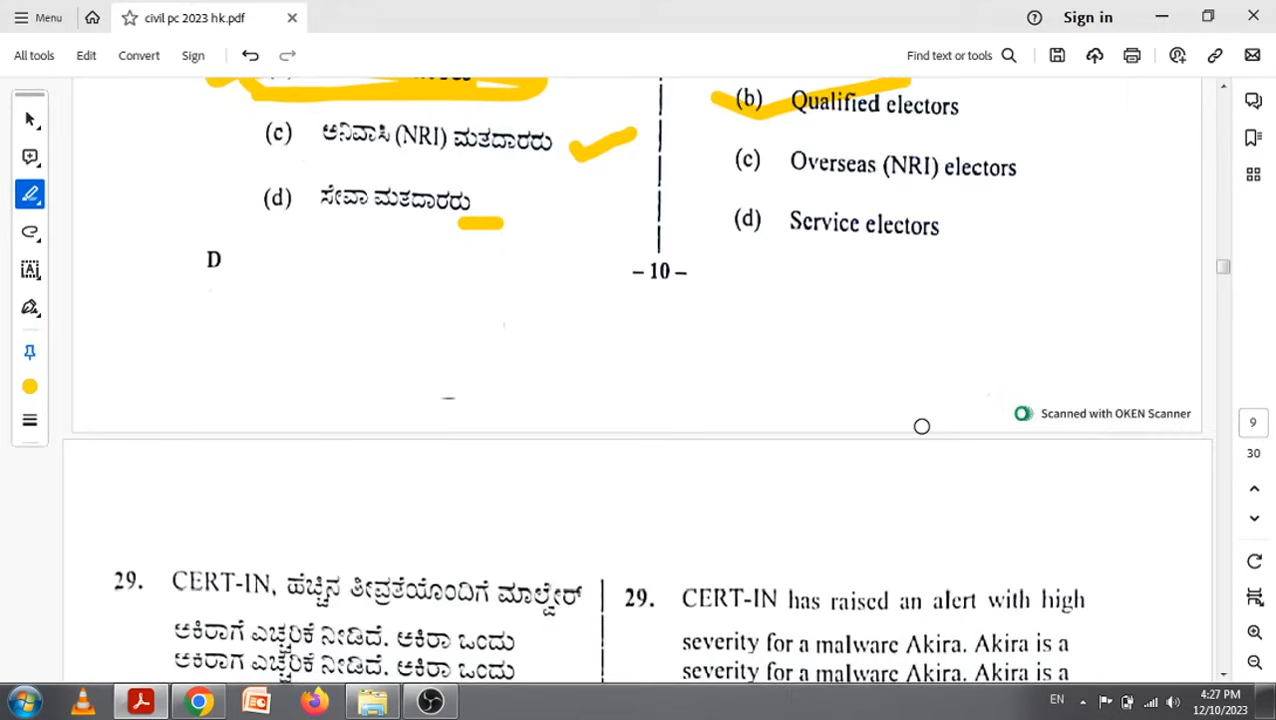 Menu
civil pc 2023 hk.pdf
Sign in
All tools
Edit
Convert
Sign
Find text or tools
(c) ಅನಿವಾಸಿ (NRI) ಮತದಾರರು
(d) ಸೇವಾ ಮತದಾರರು
D
(b) Qualified electors
(c) Overseas (NRI) electors
(d) Service electors
– 10 –
Scanned with OKEN Scanner
9
30
29. CERT-IN, ಹೆಚ್ಚಿನ ತೀವ್ರತೆಯೊಂದಿಗೆ ಮಾಲ್ವೇರ್
ಅಕಿರಾಗೆ ಎಚ್ಚರಿಕೆ ನೀಡಿದೆ. ಅಕಿರಾ ಒಂದು
ಅಕಿರಾಗೆ ಎಚ್ಚರಿಕೆ ನೀಡಿದೆ. ಅಕಿರಾ ಒಂದು
29. CERT-IN has raised an alert with high
severity for a malware Akira. Akira is a
severity for a malware Akira. Akira is a
EN
4:27 PM
12/10/2023